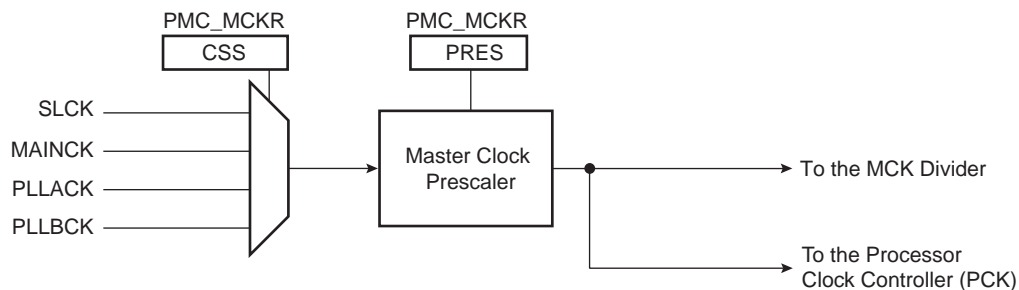 PMC_MCKR
CSS
PMC_MCKR
PRES
SLCK
MAINCK
PLLACK
PLLBCK
Master Clock
Prescaler
To the MCK Divider
To the Processor
Clock Controller (PCK)